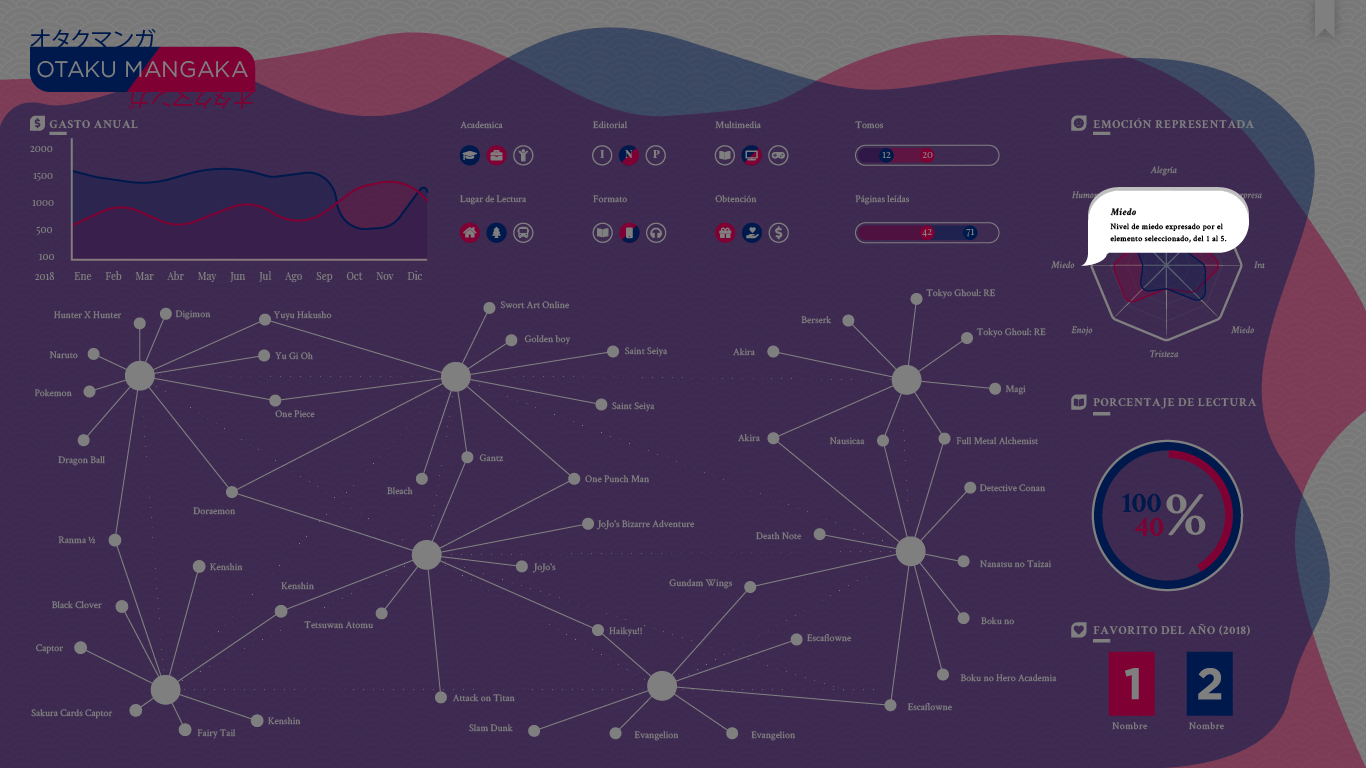 オタクマンガ
OTAKU MANGAKA
GASTO ANUAL
2000
1500
1000
500
100
2018 Ene Feb Mar Abr May Jun Jul Ago Sep Oct Nov Dic
Academica
Editorial
I N P
Multimedia
Tomos
12 20
Lugar de Lectura
Formato
Obtención
Páginas leídas
42 71
EMOCIÓN REPRESENTADA
Alegría
Miedo
Nivel de miedo expresado por el
elemento seleccionado, del 1 al 5.
Miedo
Ira
Enojo
Miedo
Tristeza
Hunter X Hunter
Digimon
Yuyu Hakusho
Naruto
Yu Gi Oh
Pokemon
One Piece
Dragon Ball
Swort Art Online
Golden boy
Saint Seiya
Saint Seiya
Gantz
Bleach
One Punch Man
Doraemon
Tokyo Ghoul: RE
Berserk
Tokyo Ghoul: RE
Akira
Magi
Akira
Nausicaa
Full Metal Alchemist
Detective Conan
JoJo's Bizarre Adventure
Death Note
JoJo's
Nanatsu no Taizai
Gundam Wings
Boku no
Ranma ½
Kenshin
Kenshin
Black Clover
Tetsuwan Atomu
Haikyu!!
Escaflowne
Captor
Boku no Hero Academia
Attack on Titan
Escaflowne
Sakura Cards Captor
Fairy Tail
Kenshin
Slam Dunk
Evangelion
Evangelion
PORCENTAJE DE LECTURA
100
40
%
FAVORITO DEL AÑO (2018)
1 2
Nombre Nombre